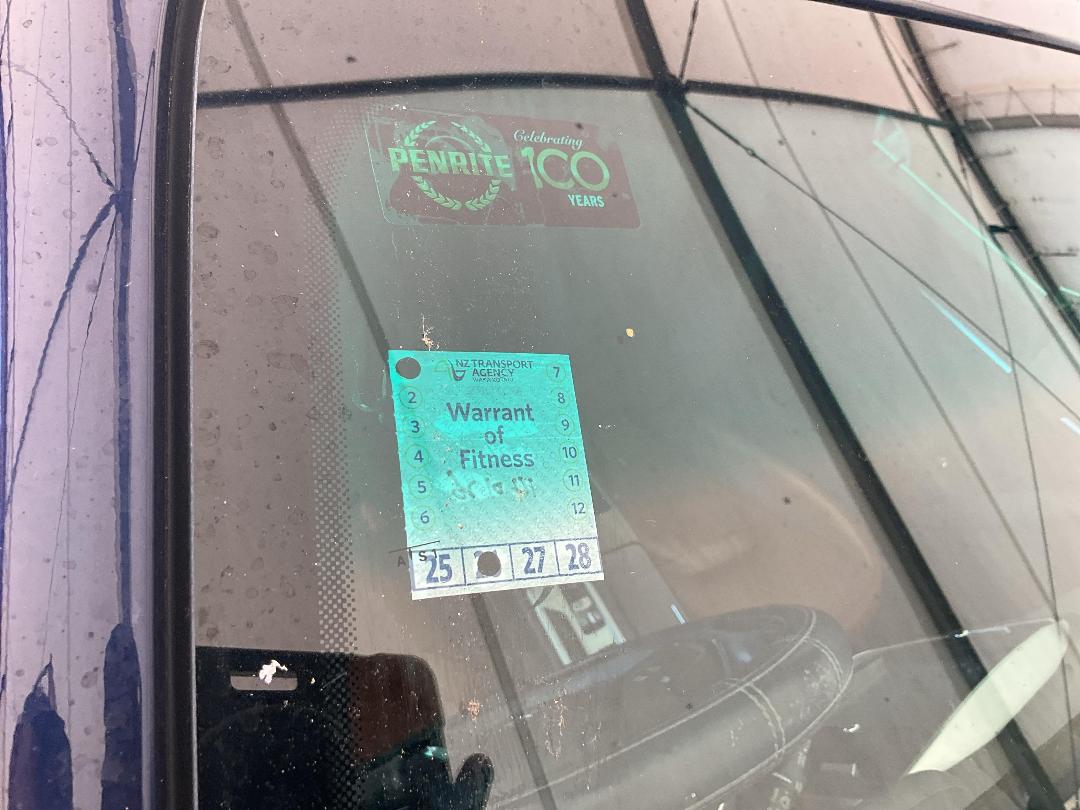 PENRITE
Celebrating
100
YEARS
NZ TRANSPORT
AGENCY
WAKA KOTAHI
7
2
8
3
9
4
10
5
11
6
12
Warrant
of
Fitness
25
27
28